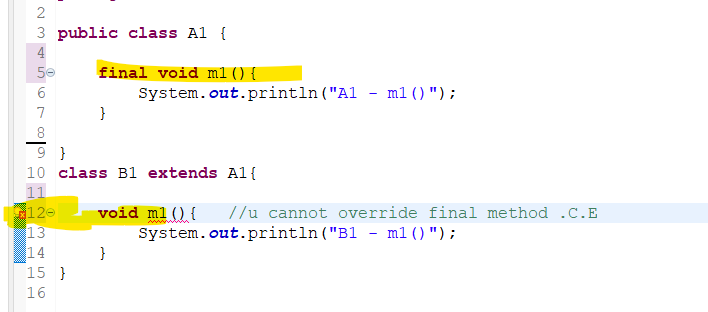 2
3 public class A1 {
4
5 final void m1(){
6 System.out.println("A1 - m1()");
7 }
8
9 }
10 class B1 extends A1{
11
12 void m1(){ //u cannot override final method .C.E
13 System.out.println("B1 - m1()");
14 }
15 }
16